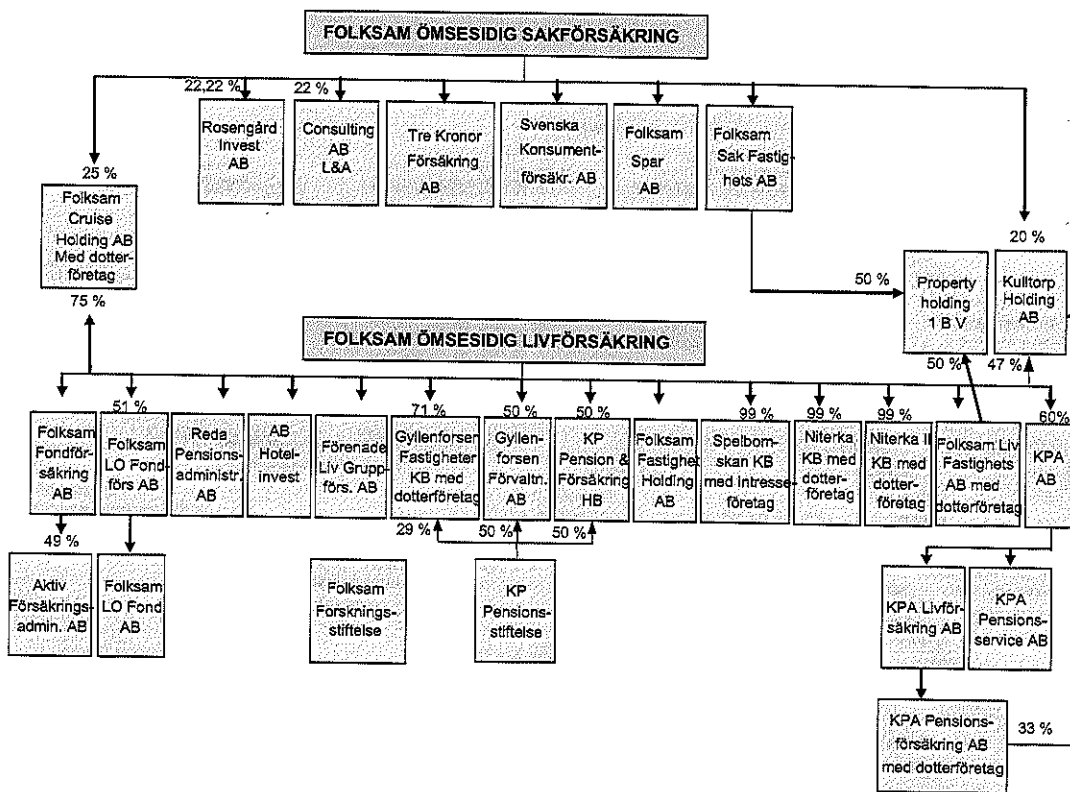 FOLKSAM ÖMSESIDIG SAKFÖRSÄKRING
22,22 %
22 %
Rosengård
Invest
AB
Consulting
AB
L&A
Tre Kronor
Försäkring
AB
Svenska
Konsument-
försäkr. AB
Folksam
Spar
AB
Folksam
Sak Fastig-
hets AB
25 %
Folksam
Cruise
Holding AB
Med dotter-
företag
75 %
50 %
Property
holding
1 B V
50 %
20 %
Kulltorp
Holding
AB
47 %
FOLKSAM ÖMSESIDIG LIVFÖRSÄKRING
Folksam
Fondför-
säkring
AB
51 %
Folksam
LO Fond-
förs AB
Reda
Pensions-
administr.
AB
AB
Hotel-
invest
Förenade
Liv Grupp-
förs. AB
71 %
Gyllenforsen
Fastigheter
KB med
dotterföretag
50 %
Gyllen-
forsen
Förvaltn.
AB
50 %
KP
Pension &
Försäkring
HB
Folksam
Fastighet
Holding
AB
99 %
Spelbom-
skan KB
med intresse-
företag
99 %
Niterka
KB med
dotter-
företag
99 %
Niterka II
KB med
dotter-
företag
Folksam Liv
Fastighets
AB med
dotterföretag
60%
KPA
AB
49 %
29 %
50 %
50 %
Aktiv
Försäkrings-
admin. AB
Folksam
LO Fond
AB
Folksam
Forsknings-
stiftelse
KP
Pensions-
stiftelse
KPA Livför-
säkring AB
KPA
Pensions-
service AB
KPA Pensions-
försäkring AB
med dotterföretag
33 %